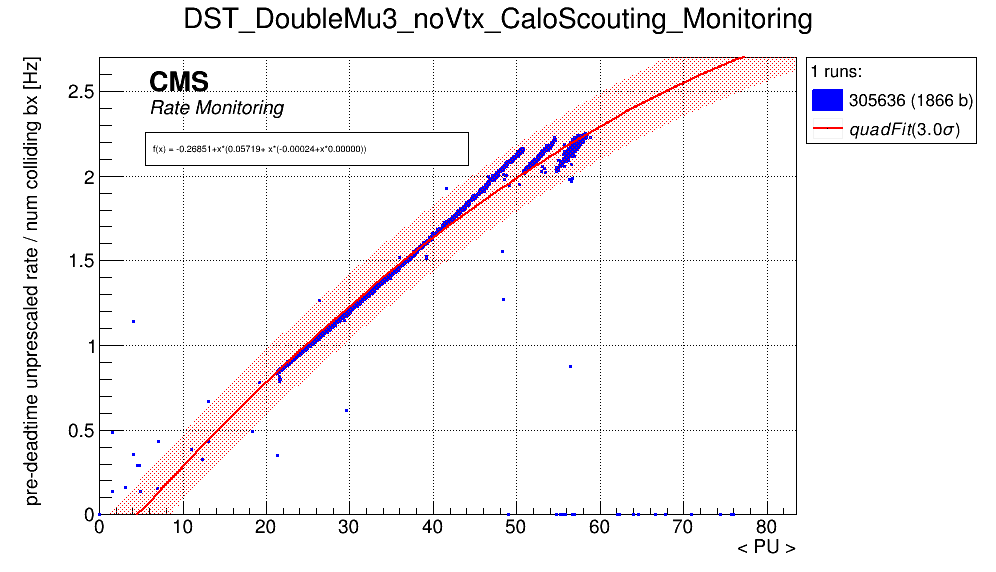 DST_DoubleMu3_noVtx_CaloScouting_Monitoring
pre-deadtime unprescaled rate / num colliding bx [Hz]
CMS
Rate Monitoring
f(x) = -0.26851+x*(0.05719+ x*(-0.00024+x*0.00000))
1 runs:
305636 (1866 b)
quadFit(3.0σ)
2.5
2
1.5
1
0.5
0
0 10 20 30 40 50 60 70 80
< PU >